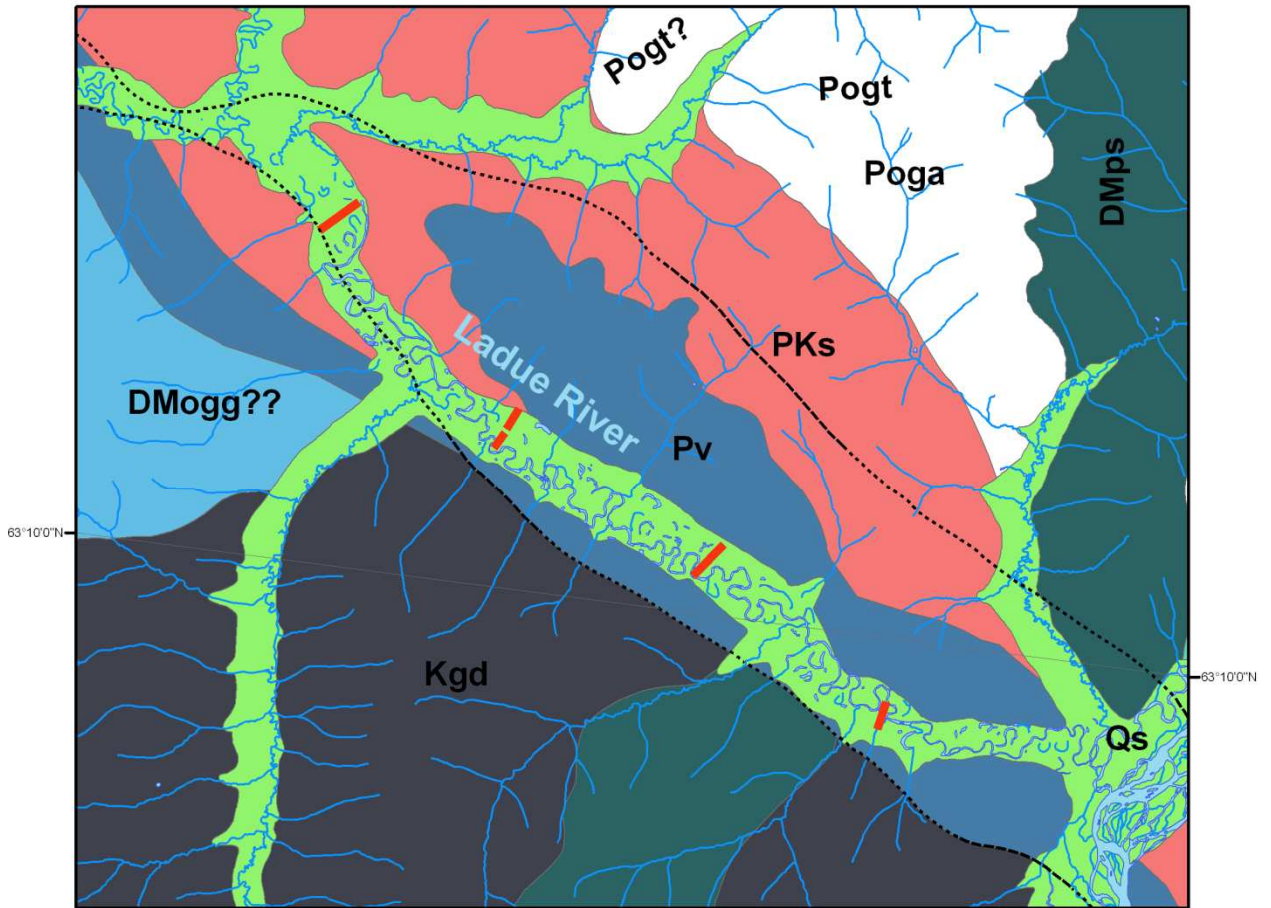 Pogt?
Pogt
Poga
DMps
PKs
Ladue River
DMogg??
Pv
63°10'0"N
63°10'0"N
Kgd
Qs